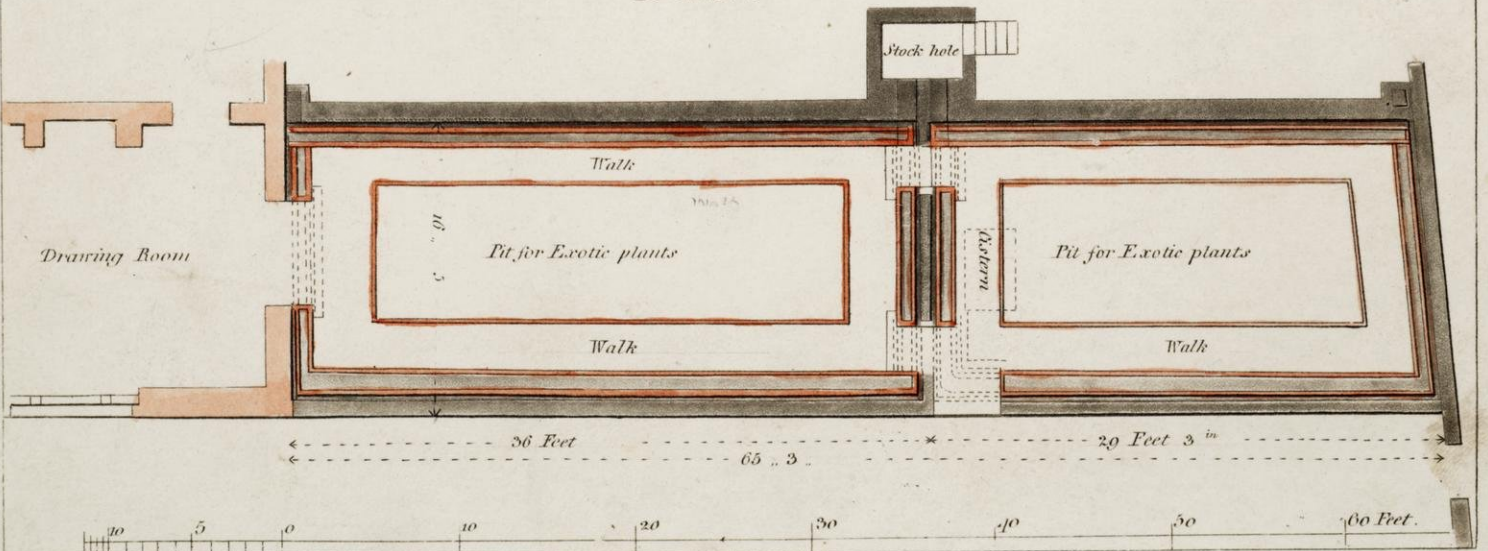 Stock hole
Walk
Drawing Room
Pit for Exotic plants
16 " 5
Cistern
Pit for Exotic plants
Walk
Walk
36 Feet
29 Feet 3 in
65 " 3 "
10 5 0 10 20 30 40 50 60 Feet.